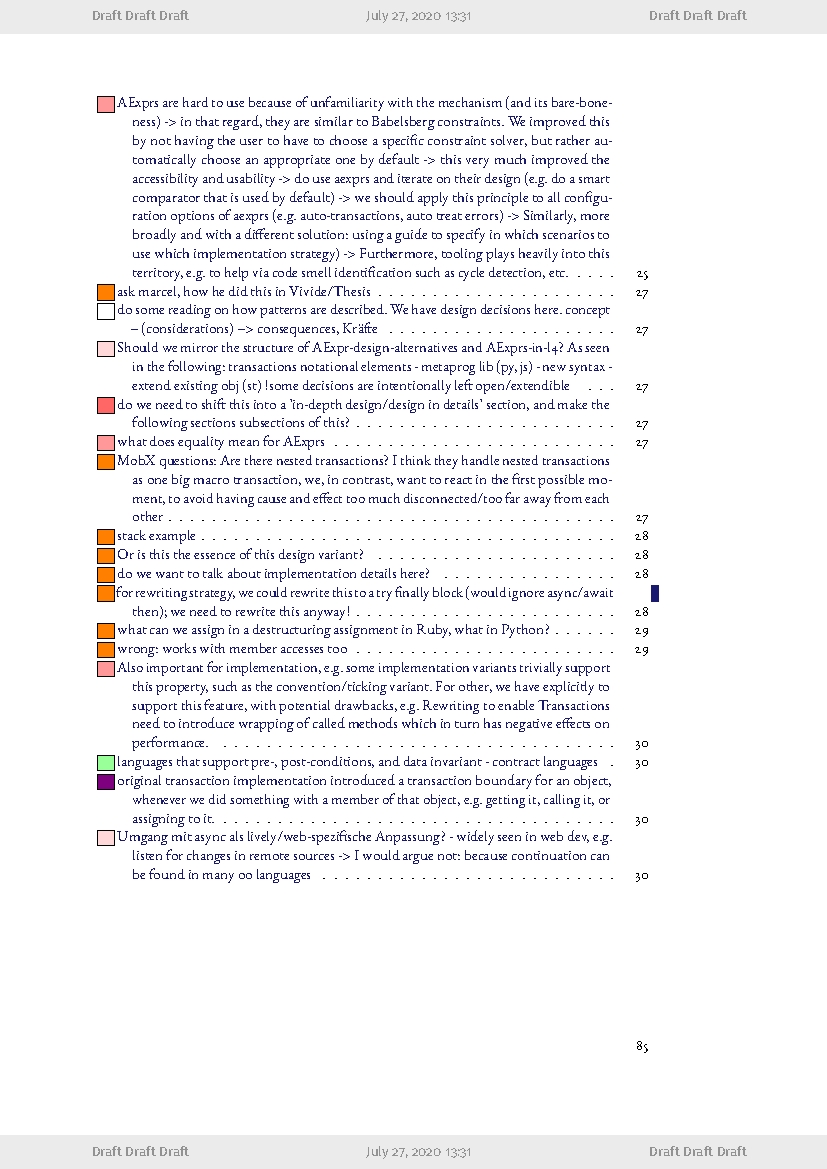 Draft Draft Draft July 27, 2020 13:31 Draft Draft Draft
AExprs are hard to use because of unfamiliarity with the mechanism (and its bare-bone-
ness) -> in that regard, they are similar to Babelsberg constraints. We improved this
by not having the user to have to choose a specific constraint solver, but rather au-
tomatically choose an appropriate one by default -> this very much improved the
accessibility and usability -> do use aexprs and iterate on their design (e.g. do a smart
comparator that is used by default) -> we should apply this principle to all configu-
ration options of aexprs (e.g. auto-transactions, auto treat errors) -> Similarly, more
broadly and with a different solution: using a guide to specify in which scenarios to
use which implementation strategy) -> Furthermore, tooling plays heavily into this
territory, e.g. to help via code smell identification such as cycle detection, etc. . . . . . 25
ask marcel, how he did this in Vivide/Thesis . . . . . . . . . . . . . . . . . . . . . . 27
do some reading on how patterns are described. We have design decisions here. concept
– (considerations) –> consequences, Kräfte . . . . . . . . . . . . . . . . . . . . . 27
Should we mirror the structure of AExpr-design-alternatives and AExprs-in-l4? As seen
in the following: transactions notational elements - metaprog lib (py, js) - new syntax -
extend existing obj (st) !some decisions are intentionally left open/extendible . . . 27
do we need to shift this into a 'in-depth design/design in details' section, and make the
following sections subsections of this? . . . . . . . . . . . . . . . . . . . . . . . . 27
what does equality mean for AExprs . . . . . . . . . . . . . . . . . . . . . . . . . . 27
MobX questions: Are there nested transactions? I think they handle nested transactions
as one big macro transaction, we, in contrast, want to react in the first possible mo-
ment, to avoid having cause and effect too much disconnected/too far away from each
other . . . . . . . . . . . . . . . . . . . . . . . . . . . . . . . . . . . . . . . . . 27
stack example . . . . . . . . . . . . . . . . . . . . . . . . . . . . . . . . . . . . . . 28
Or is this the essence of this design variant? . . . . . . . . . . . . . . . . . . . . . . 28
do we want to talk about implementation details here? . . . . . . . . . . . . . . . . 28
for rewriting strategy, we could rewrite this to a try finally block (would ignore async/await
then); we need to rewrite this anyway! . . . . . . . . . . . . . . . . . . . . . . . . 28
what can we assign in a destructuring assignment in Ruby, what in Python? . . . . . . 29
wrong: works with member accesses too . . . . . . . . . . . . . . . . . . . . . . . . 29
Also important for implementation, e.g. some implementation variants trivially support
this property, such as the convention/ticking variant. For other, we have explicitly to
support this feature, with potential drawbacks, e.g. Rewriting to enable Transactions
need to introduce wrapping of called methods which in turn has negative effects on
performance. . . . . . . . . . . . . . . . . . . . . . . . . . . . . . . . . . . . . 30
languages that support pre-, post-conditions, and data invariant - contract languages . 30
original transaction implementation introduced a transaction boundary for an object,
whenever we did something with a member of that object, e.g. getting it, calling it, or
assigning to it. . . . . . . . . . . . . . . . . . . . . . . . . . . . . . . . . . . . . 30
Umgang mit async als lively/web-spezifische Anpassung? - widely seen in web dev, e.g.
listen for changes in remote sources -> I would argue not: because continuation can
be found in many oo languages . . . . . . . . . . . . . . . . . . . . . . . . . . . 30
85
Draft Draft Draft July 27, 2020 13:31 Draft Draft Draft